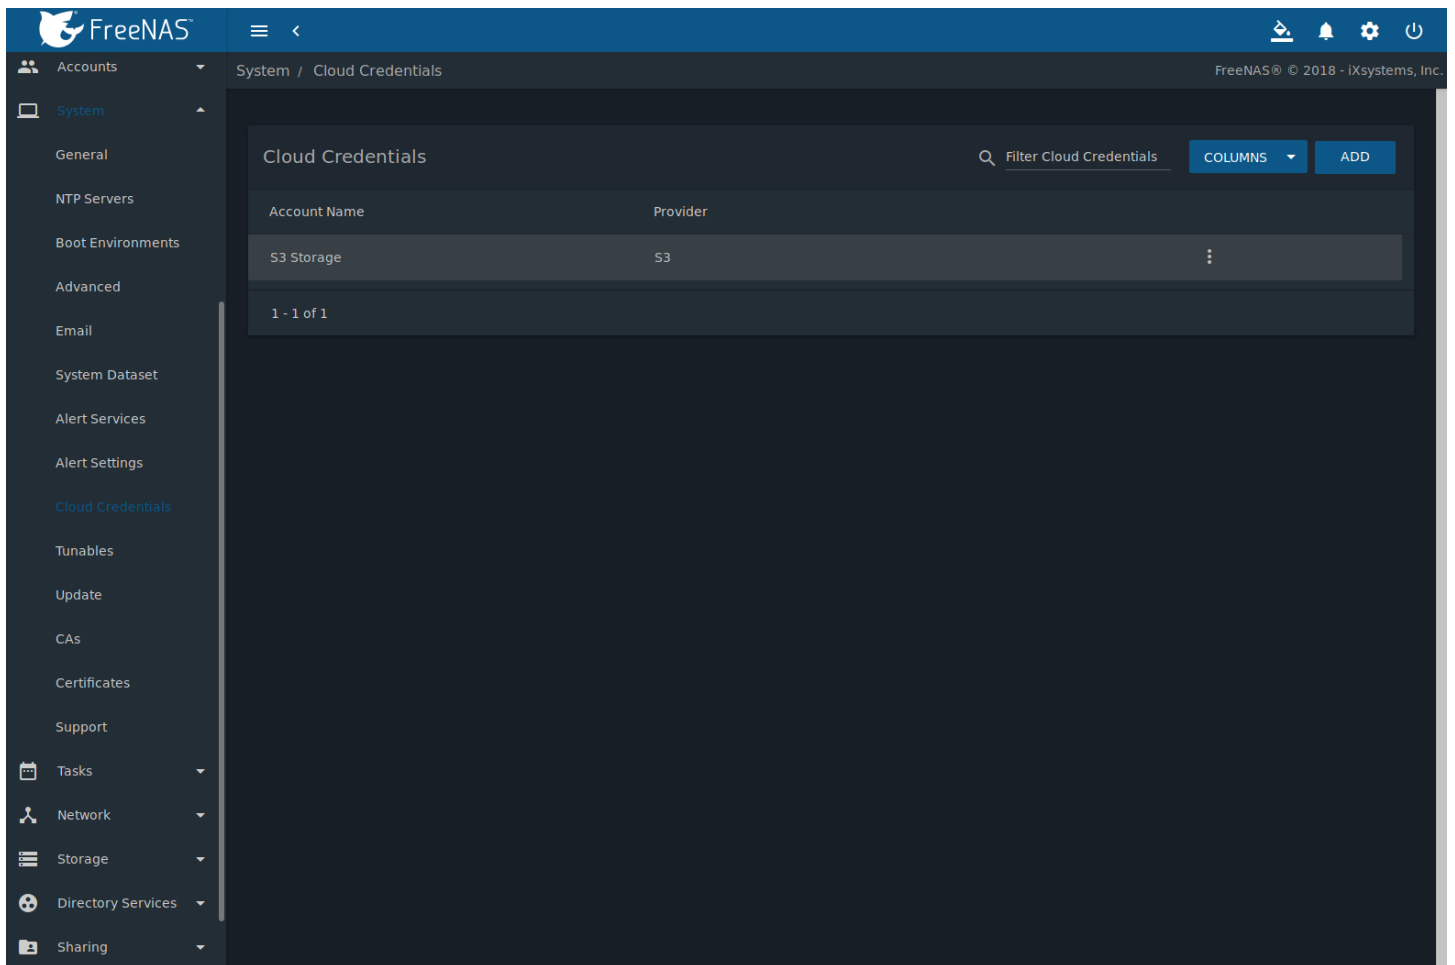 FreeNAS™
Accounts
System / Cloud Credentials
FreeNAS® © 2018 - iXsystems, Inc.
System
General
NTP Servers
Boot Environments
Advanced
Email
System Dataset
Alert Services
Alert Settings
Cloud Credentials
Tunables
Update
CAs
Certificates
Support
Tasks
Network
Storage
Directory Services
Sharing
Cloud Credentials
Filter Cloud Credentials
COLUMNS
ADD
Account Name Provider
S3 Storage S3
1 - 1 of 1